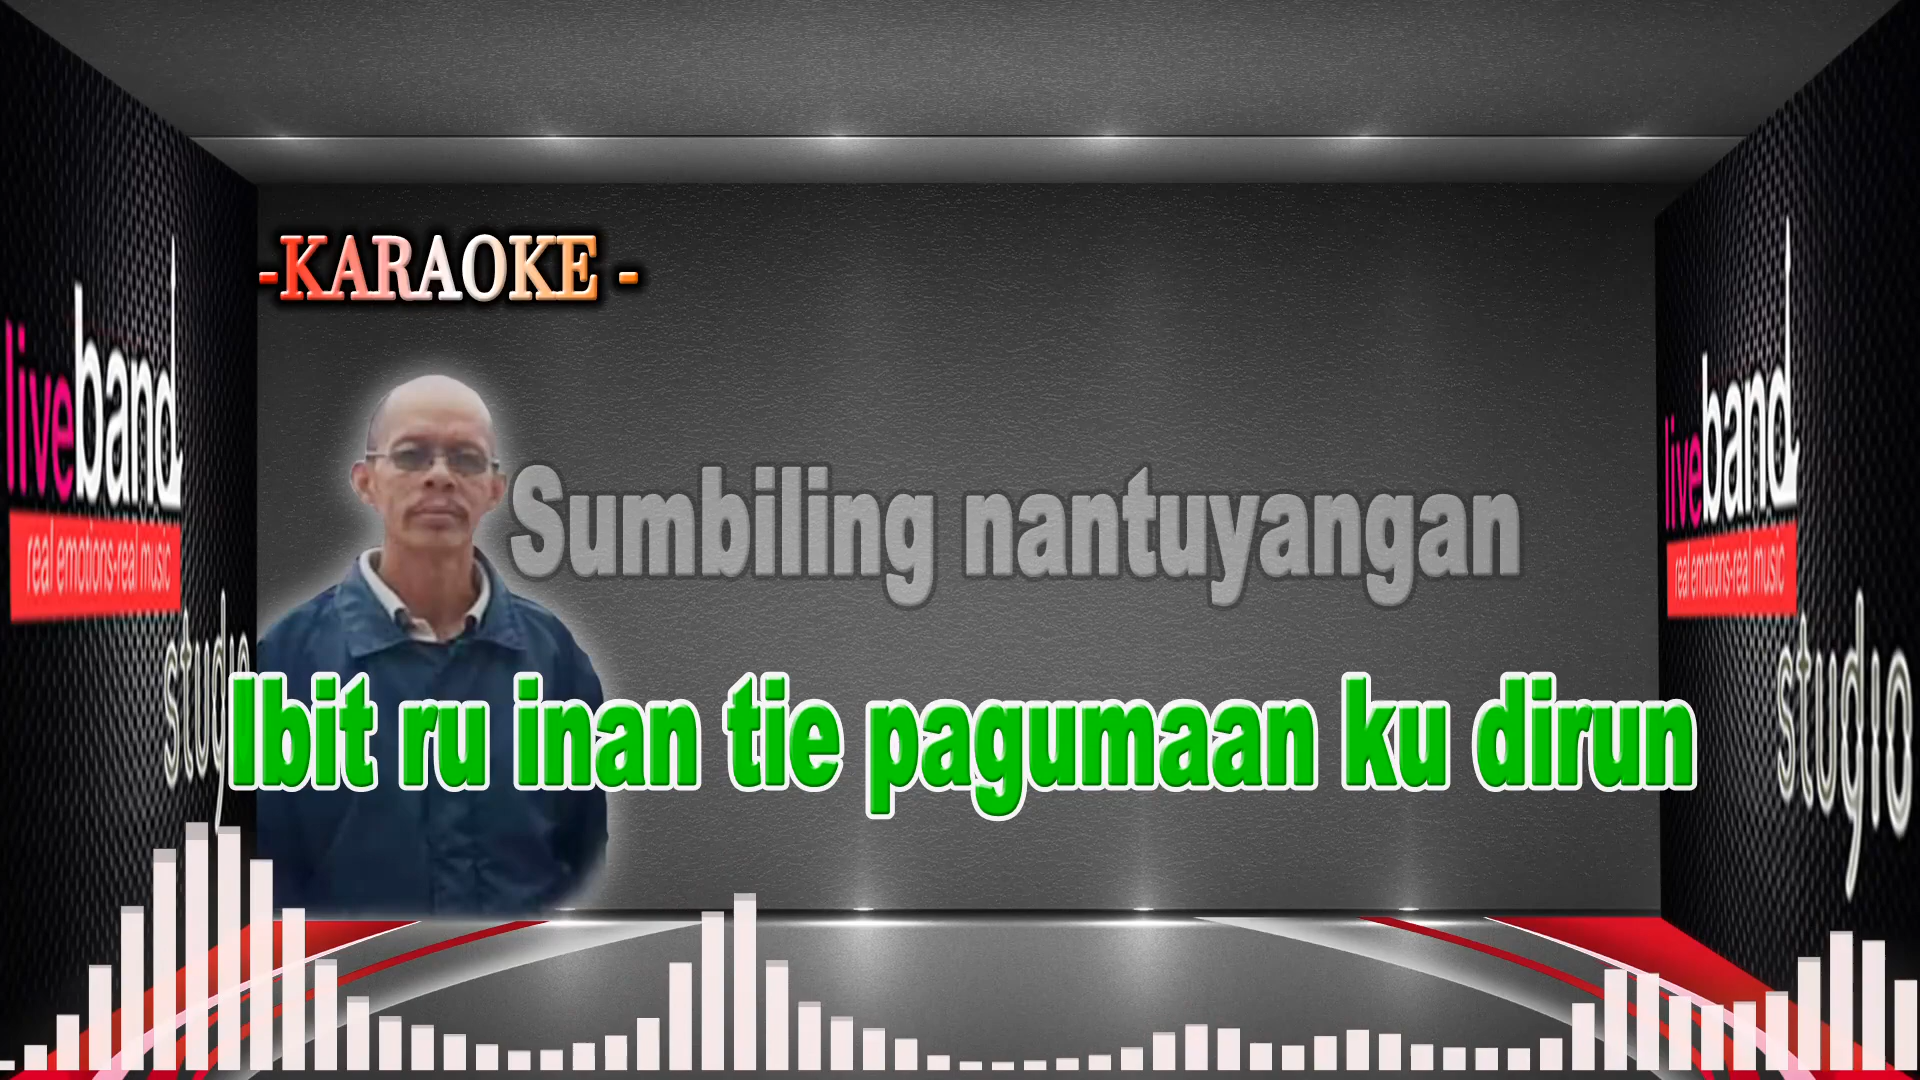 -KARAOKE -
liveband
real emotions-real music
studio
Sumbiling nantuyangan
Ibit ru inan tie pagumaan ku dirun
liveband
real emotions-real music
studio